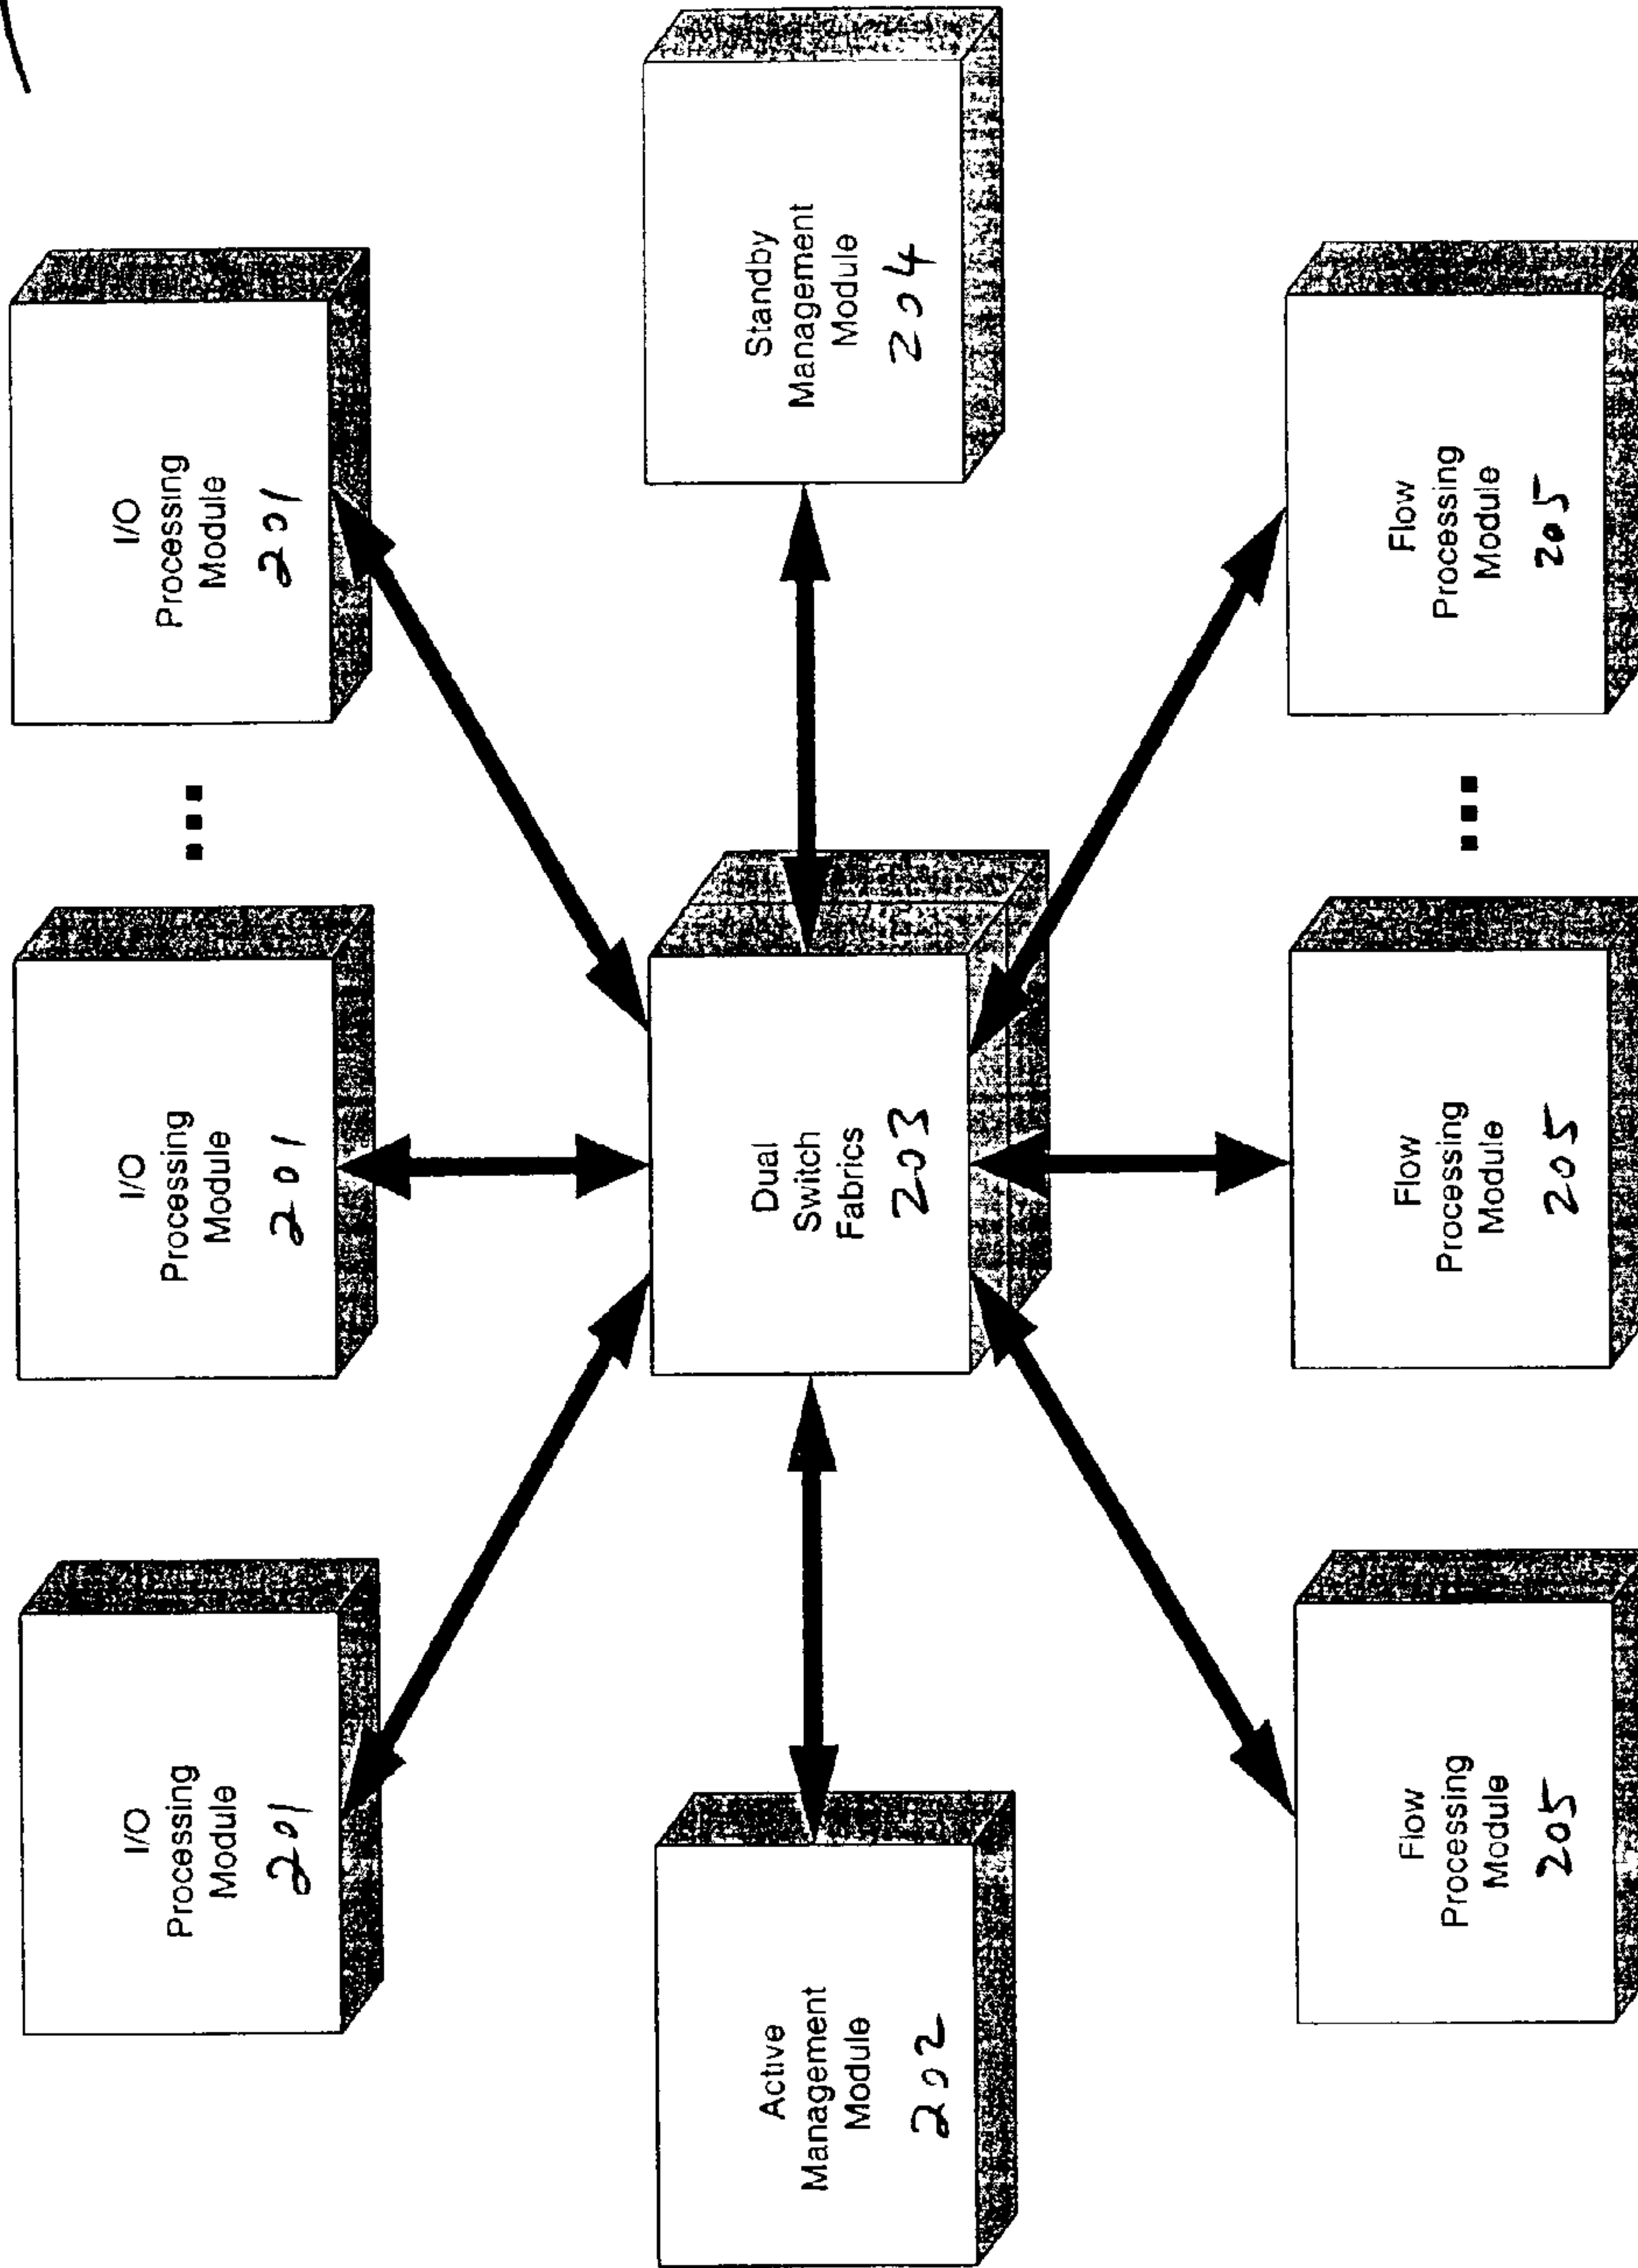 I/O
Processing
Module
201
I/O
Processing
Module
201
I/O
Processing
Module
201
Active
Management
Module
202
Dual
Switch
Fabrics
203
Standby
Management
Module
204
Flow
Processing
Module
205
Flow
Processing
Module
205
Flow
Processing
Module
205